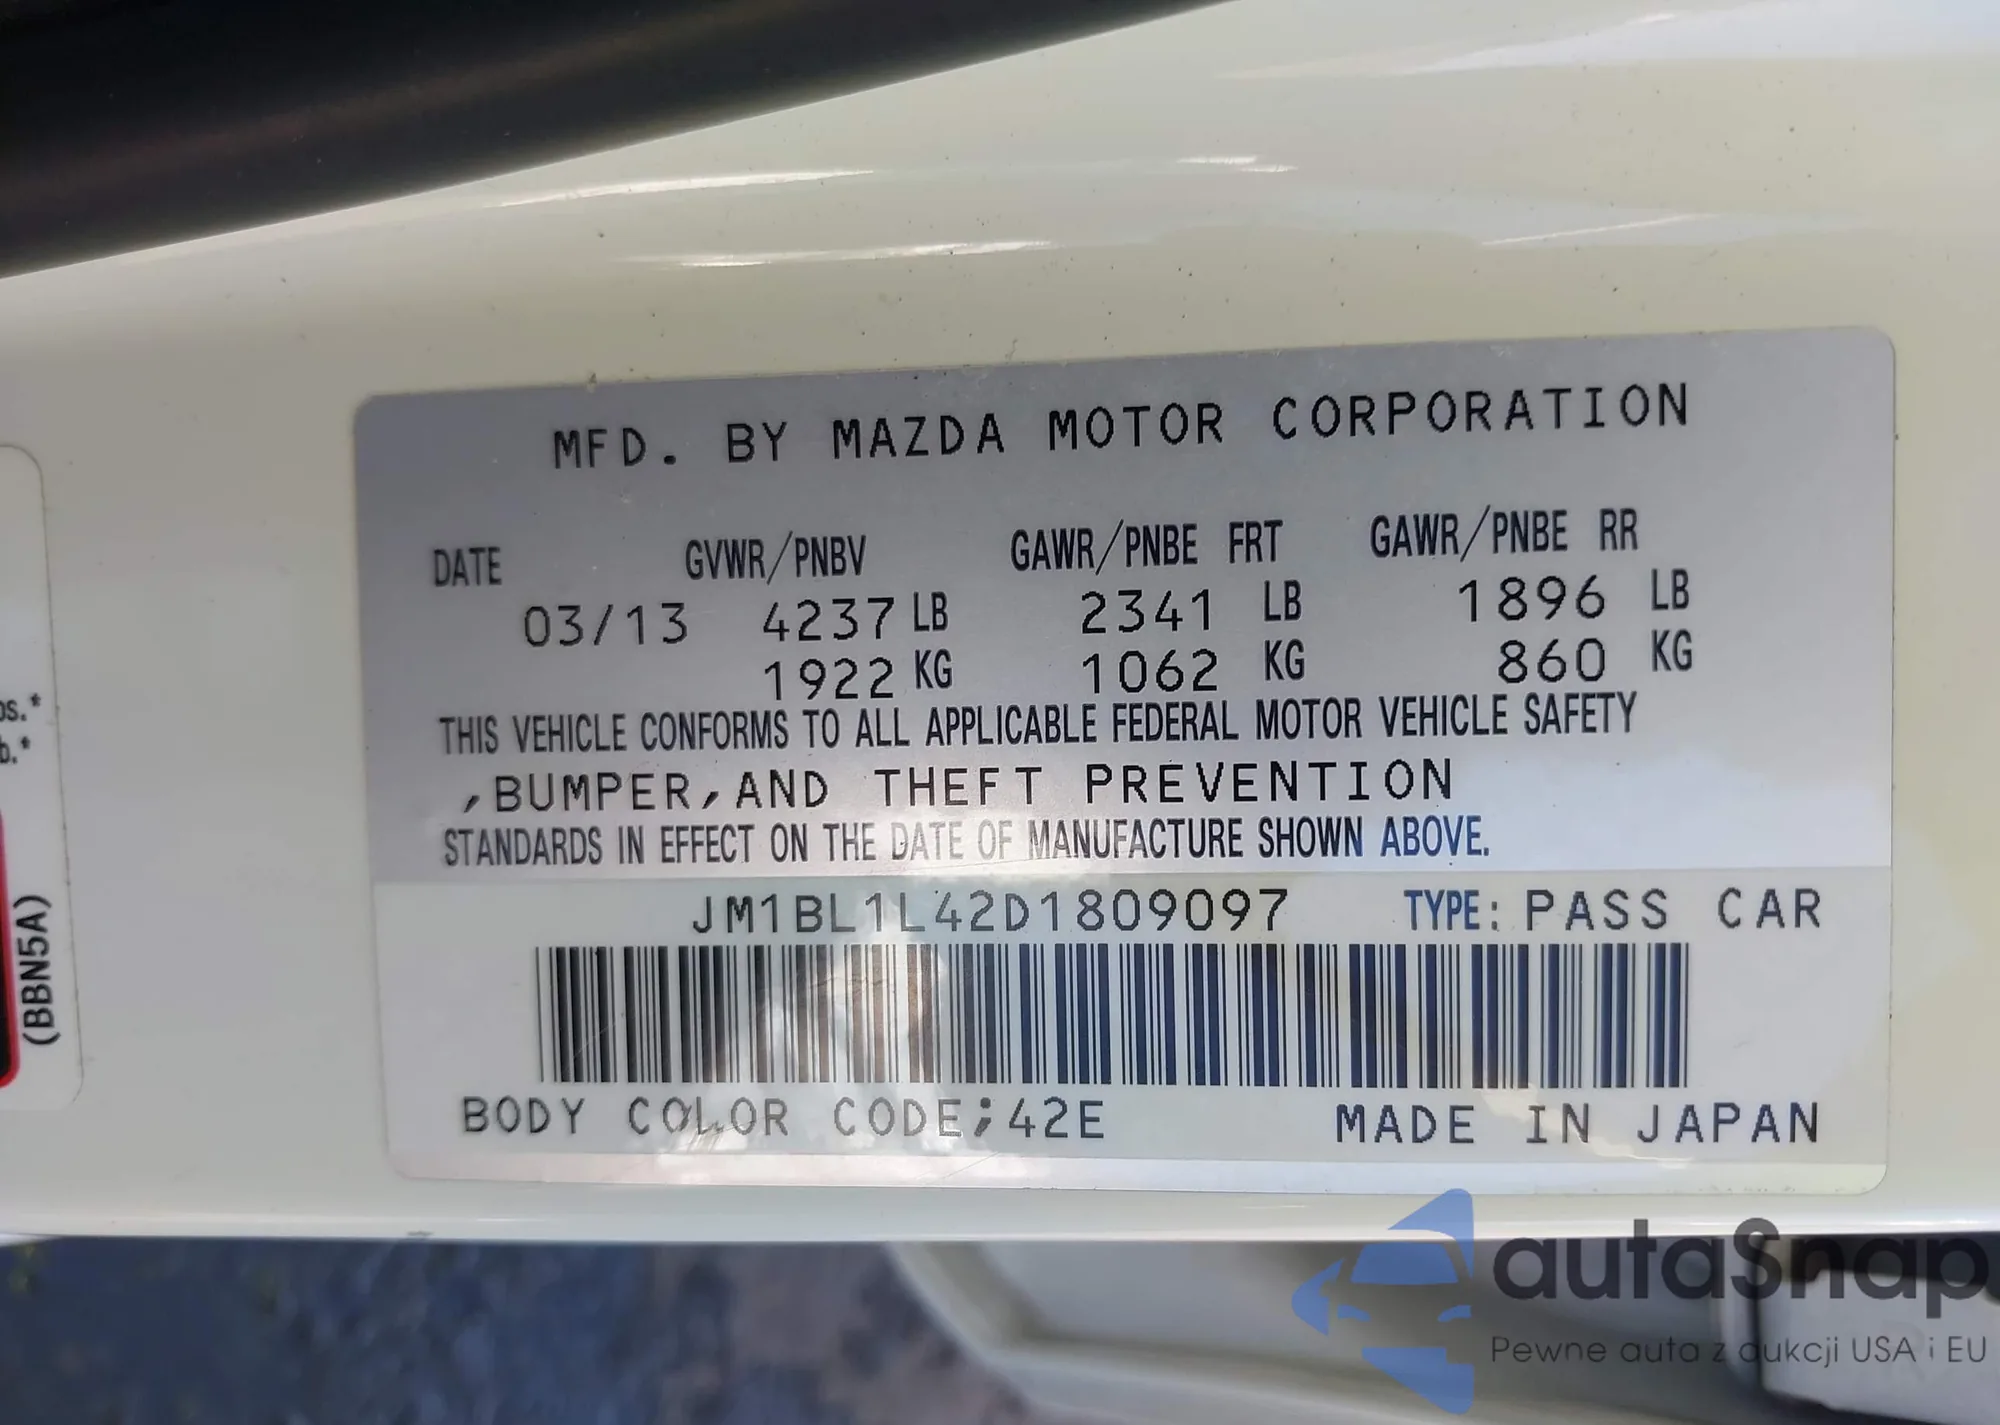 MFD. BY MAZDA MOTOR CORPORATION
DATE GVWR/PNBV GAWR/PNBE FRT GAWR/PNBE RR
03/13 4237 LB 2341 LB 1896 LB
1922 KG 1062 KG 860 KG
THIS VEHICLE CONFORMS TO ALL APPLICABLE FEDERAL MOTOR VEHICLE SAFETY
,BUMPER,AND THEFT PREVENTION
STANDARDS IN EFFECT ON THE DATE OF MANUFACTURE SHOWN ABOVE.
JM1BL1L42D1809097 TYPE: PASS CAR
BODY COLOR CODE;42E MADE IN JAPAN
(BBN5A)
autaSnap
Pewne auta z aukcji USA i EU